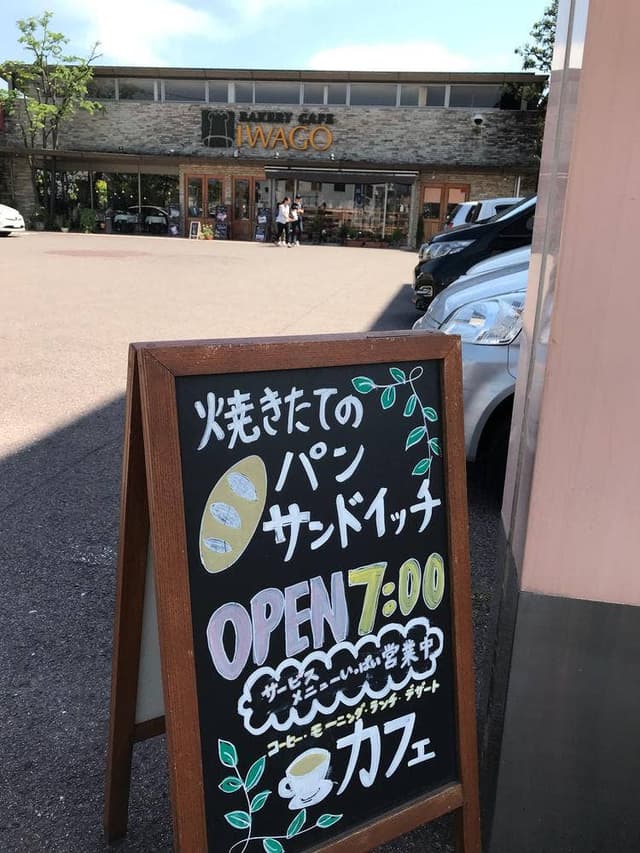 BAKERY CAFE
IWAGO
焼きたての
パン
サンドイッチ
OPEN 7:00
サービス
メニューいっぱい営業中
コーヒー・モーニング・ランチ・デザート
カフェ